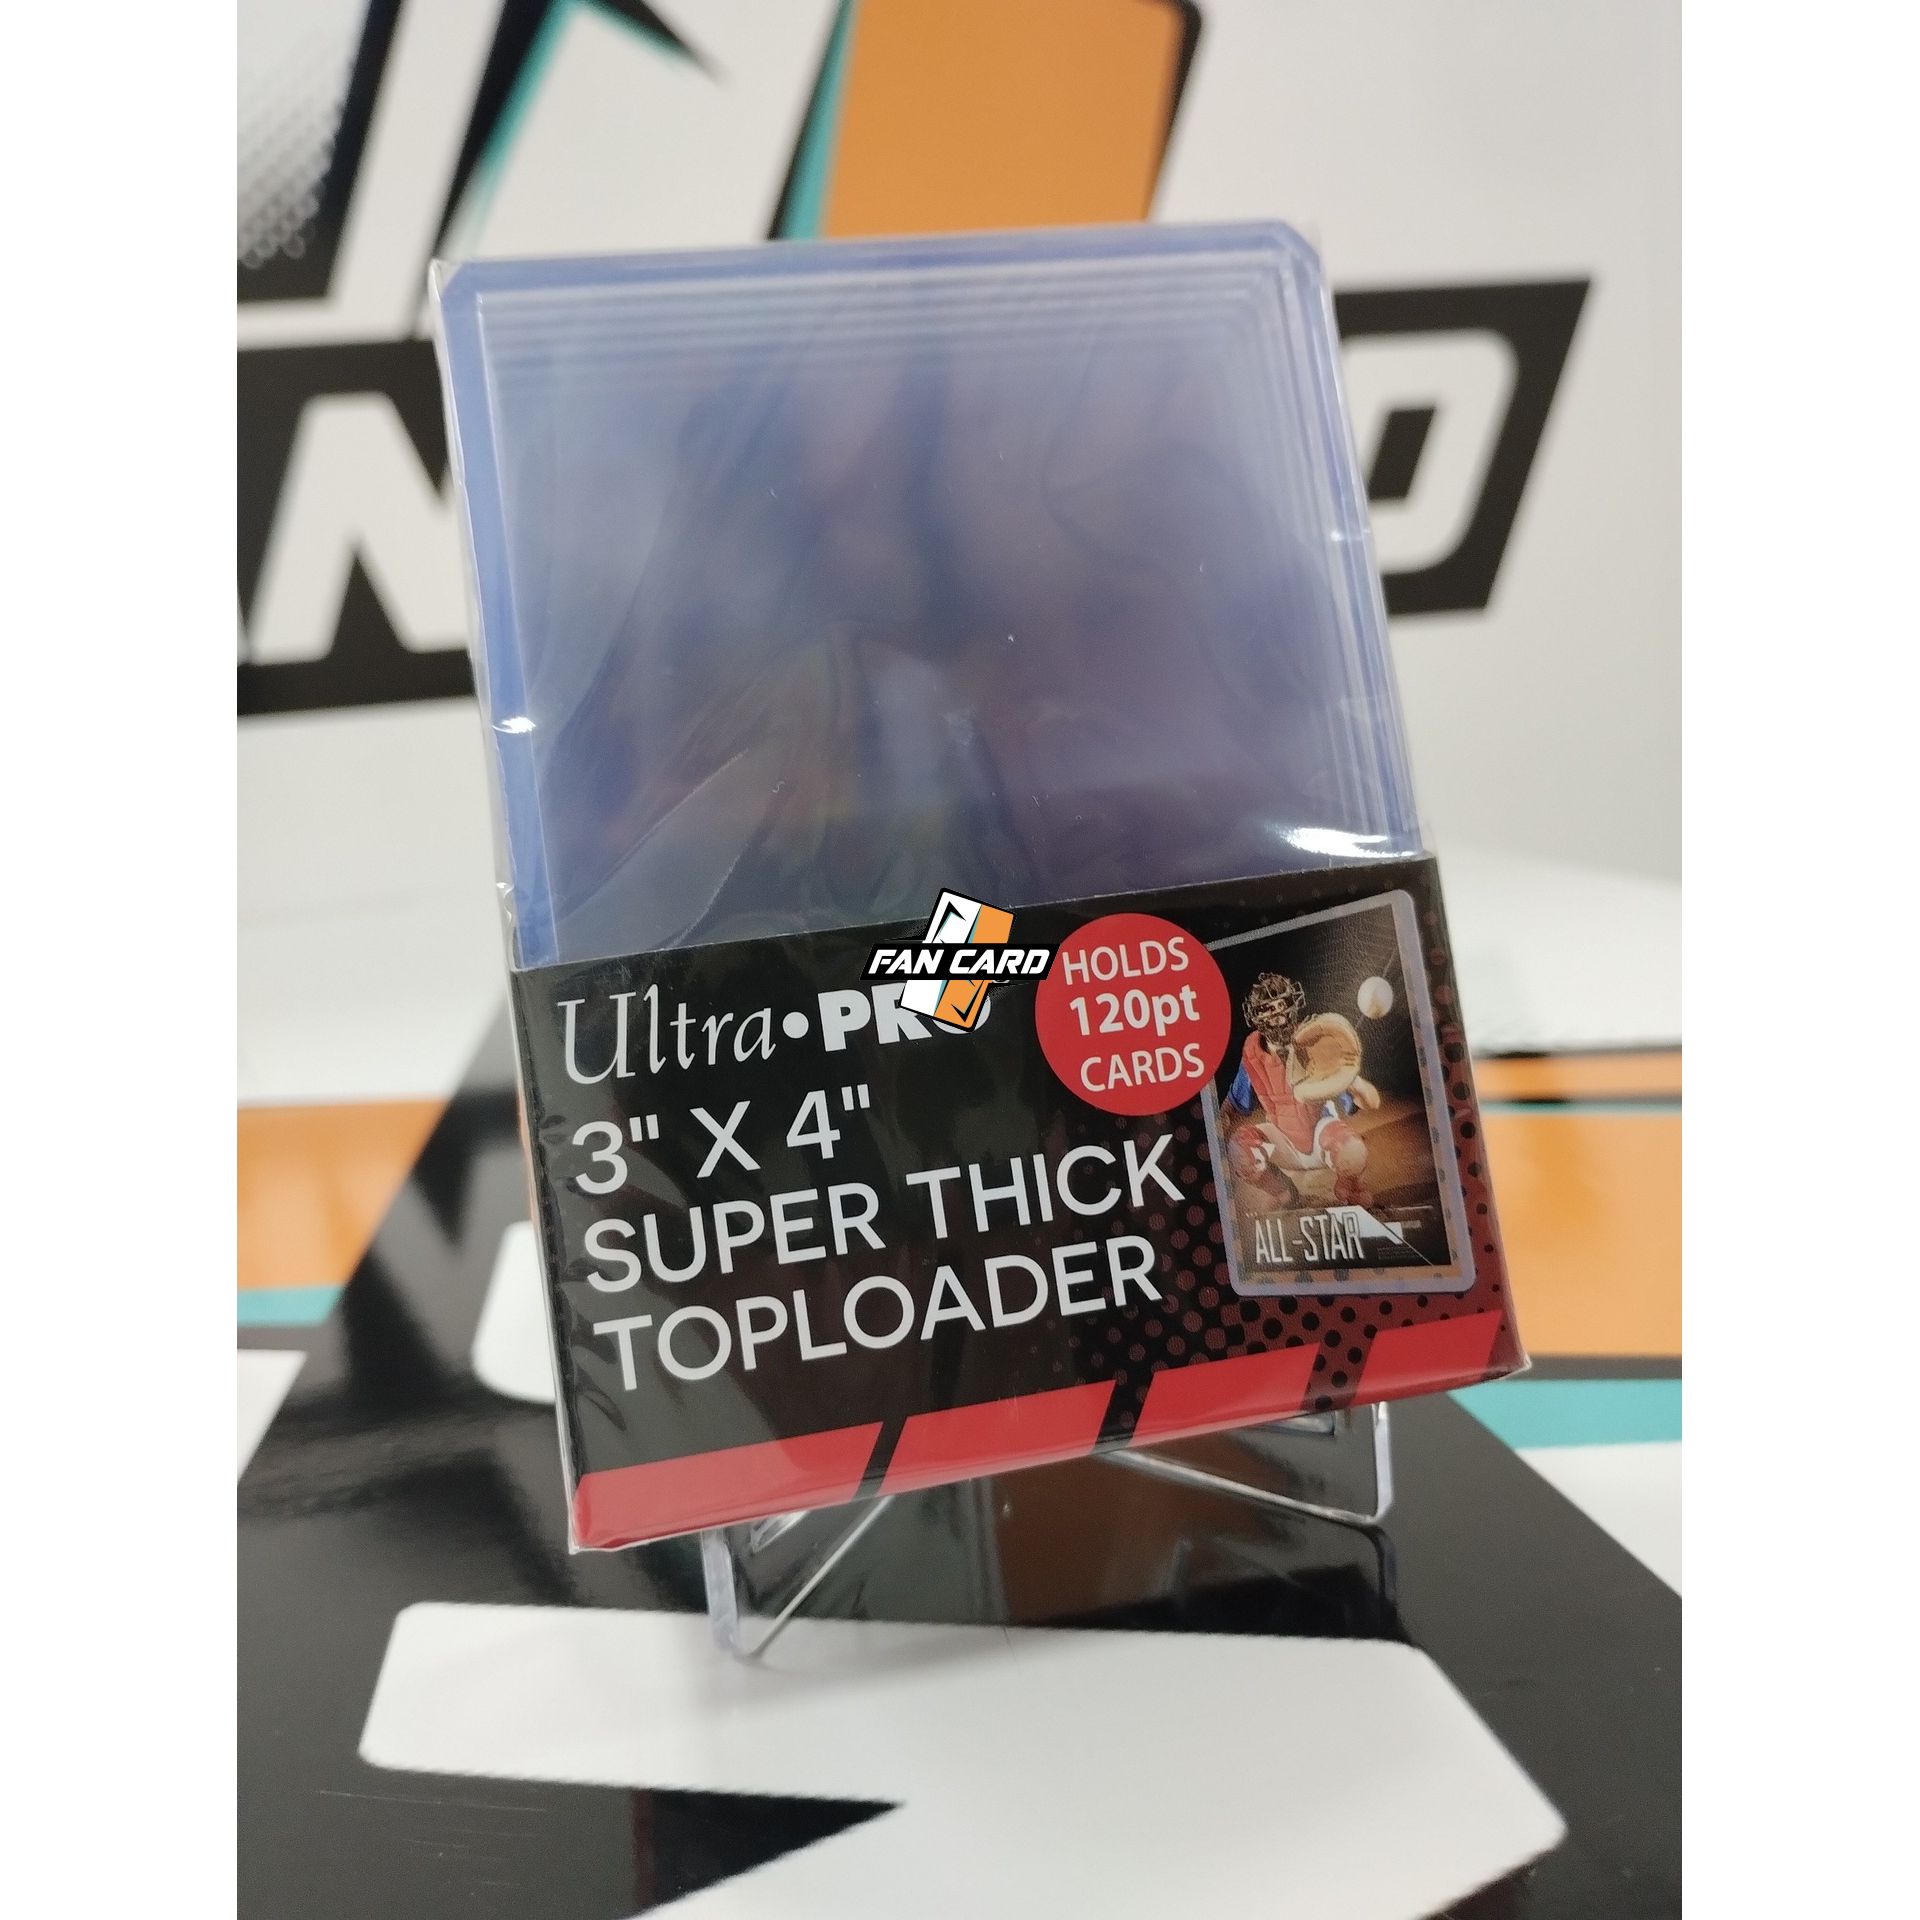 FAN CARD
Ultra•PRO
HOLDS
120pt
CARDS
3" X 4"
SUPER THICK
TOPLOADER
ALL-STAR